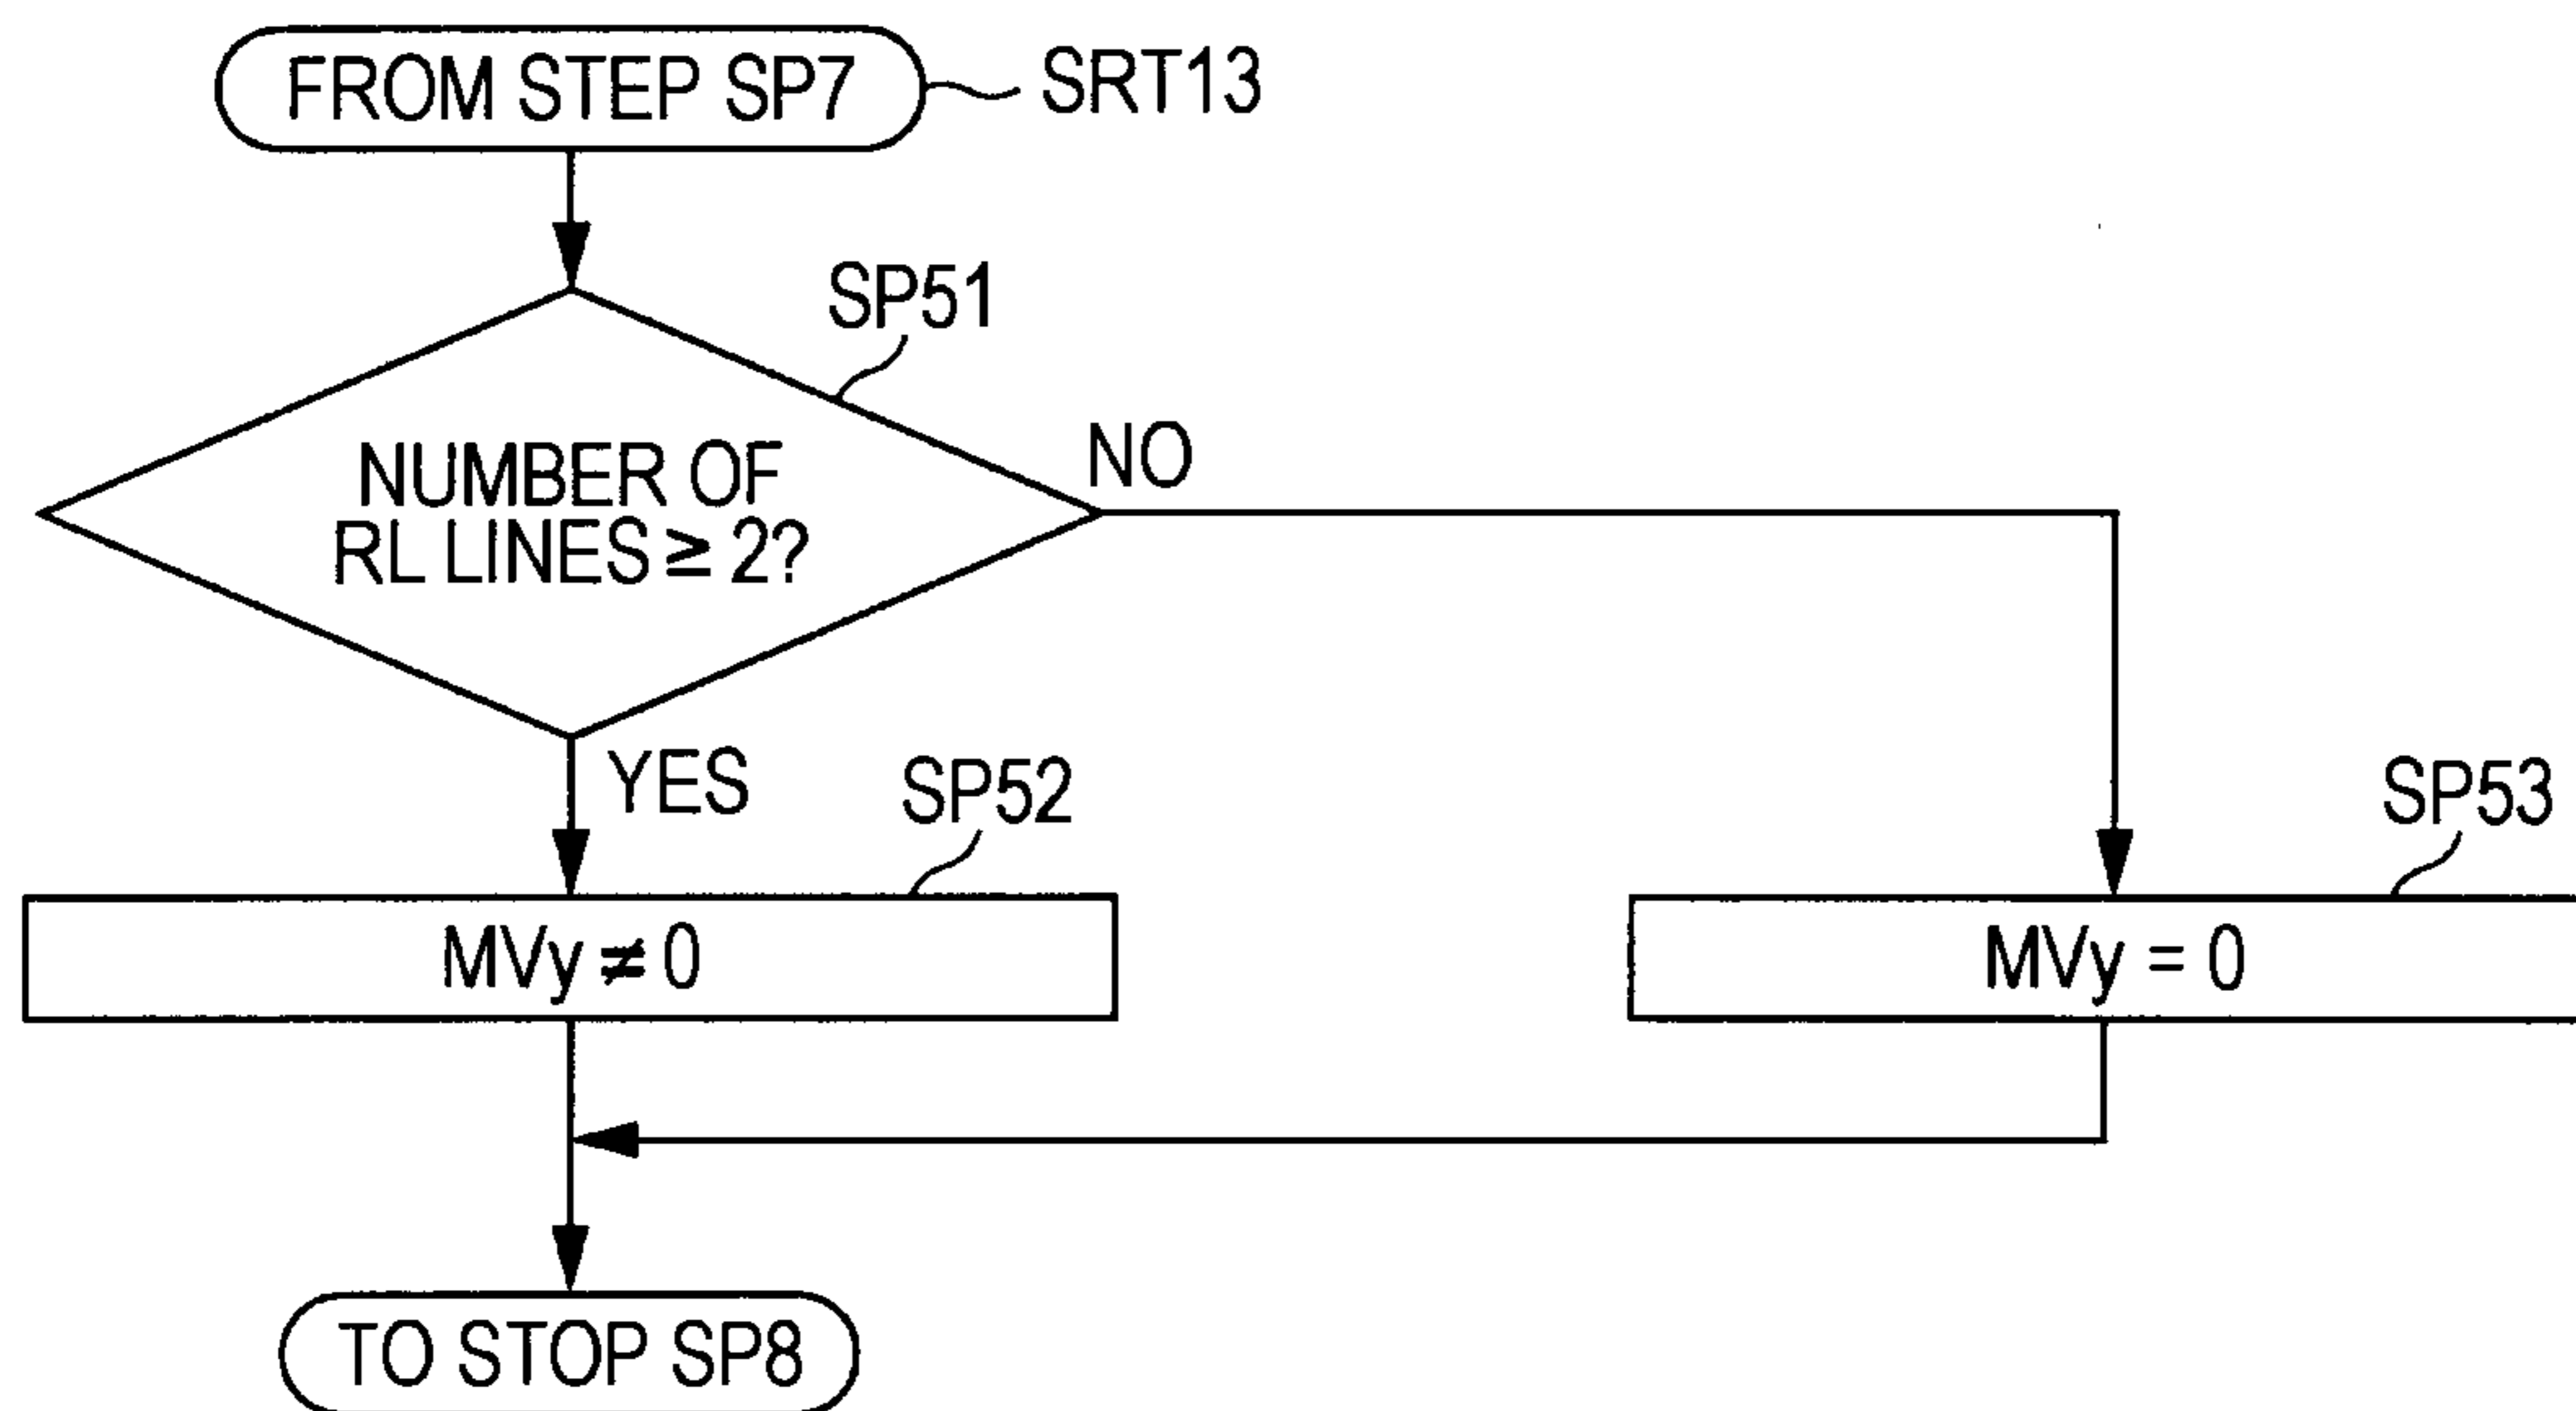 FROM STEP SP7
SRT13
SP51
NUMBER OF
RL LINES ≥ 2?
NO
YES
SP52
SP53
MVy ≠ 0
MVy = 0
TO STOP SP8